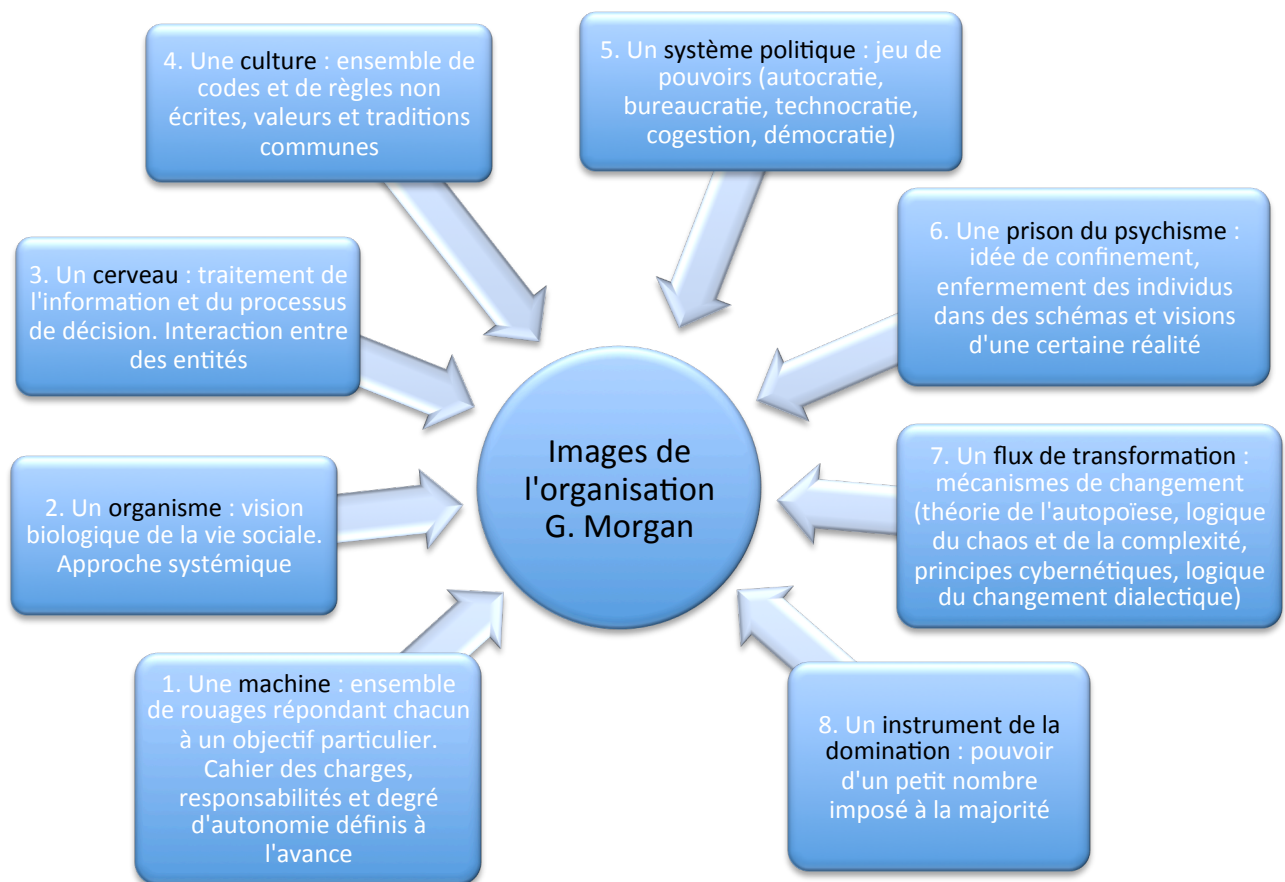 4. Une culture : ensemble de
codes et de règles non
écrites, valeurs et traditions
communes
5. Un système politique : jeu de
pouvoirs (autocratie,
bureaucratie, technocratie,
cogestion, démocratie)
3. Un cerveau : traitement de
l'information et du processus
de décision. Interaction entre
des entités
6. Une prison du psychisme :
idée de confinement,
enfermement des individus
dans des schémas et visions
d'une certaine réalité
Images de
l'organisation
G. Morgan
2. Un organisme : vision
biologique de la vie sociale.
Approche systémique
7. Un flux de transformation :
mécanismes de changement
(théorie de l'autopoïese, logique
du chaos et de la complexité,
principes cybernétiques, logique
du changement dialectique)
1. Une machine : ensemble
de rouages répondant chacun
à un objectif particulier.
Cahier des charges,
responsabilités et degré
d'autonomie définis à
l'avance
8. Un instrument de la
domination : pouvoir
d'un petit nombre
imposé à la majorité